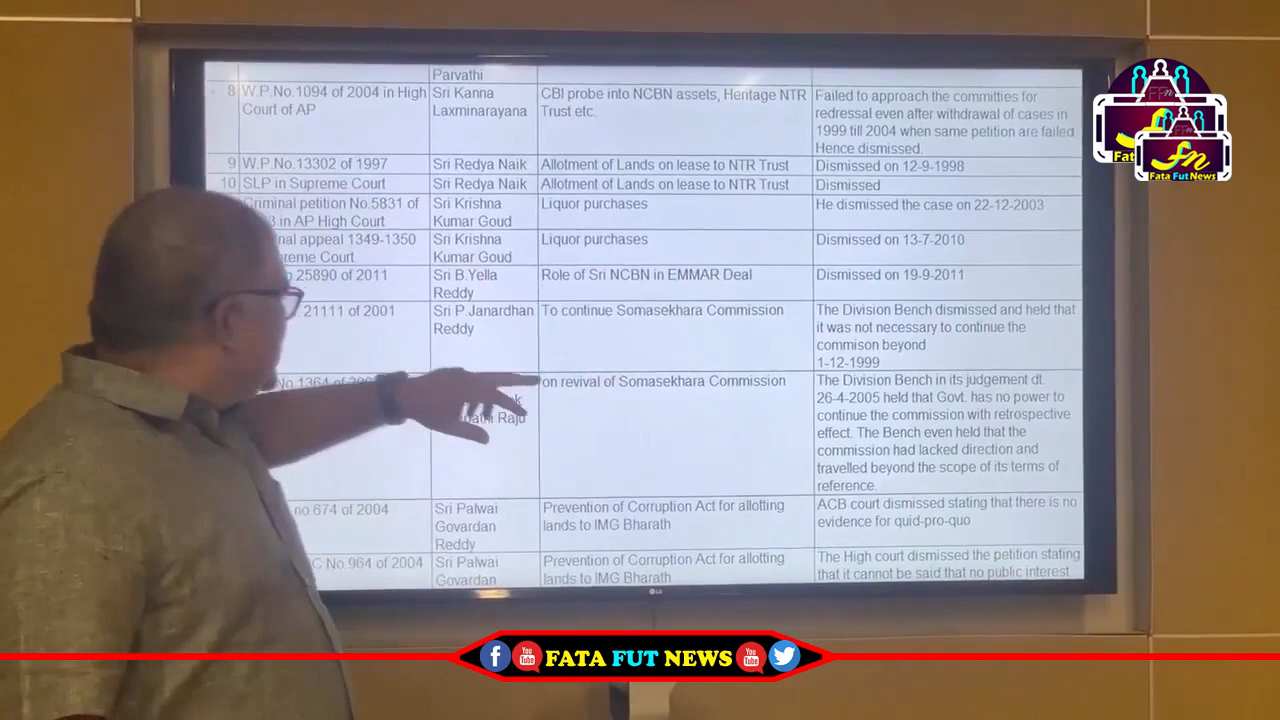 Parvathi
8 W.P.No.1094 of 2004 in High Court of AP
Sri Kanna Laxminarayana
CBI probe into NCBN assets, Heritage NTR Trust etc.
Failed to approach the committies for
redressal even after withdrawal of cases in
1999 till 2004 when same petition are failed
Hence dismissed.
9 W.P.No.13302 of 1997 Sri Redya Naik Allotment of Lands on lease to NTR Trust Dismissed on 12-9-1998
10 SLP in Supreme Court Sri Redya Naik Allotment of Lands on lease to NTR Trust Dismissed
Criminal petition No.5831 of
in AP High Court
Sri Krishna
Kumar Goud
Liquor purchases
He dismissed the case on 22-12-2003
appeal 1349-1350
Court
Sri Krishna
Kumar Goud
Liquor purchases
Dismissed on 13-7-2010
25890 of 2011
Sri B.Yella
Reddy
Role of Sri NCBN in EMMAR Deal
Dismissed on 19-9-2011
21111 of 2001
Sri P.Janardhan
Reddy
To continue Somasekhara Commission
The Division Bench dismissed and held that
it was not necessary to continue the
commison beyond
1-12-1999
No 1364 of
Raju
on revival of Somasekhara Commission
The Division Bench in its judgement dt.
26-4-2005 held that Govt. has no power to
continue the commission with retrospective
effect. The Bench even held that the
commission had lacked direction and
travelled beyond the scope of its terms of
reference.
no 674 of 2004
Sri Palwai
Govardan
Reddy
Prevention of Corruption Act for allotting
lands to IMG Bharath
ACB court dismissed stating that there is no
evidence for quid-pro-quo
C No.964 of 2004
Sri Palwai
Govardan
Prevention of Corruption Act for allotting
lands to IMG Bharath
The High court dismissed the petition stating
that it cannot be said that no public interest
LG
Fata Fut News
FATA FUT NEWS